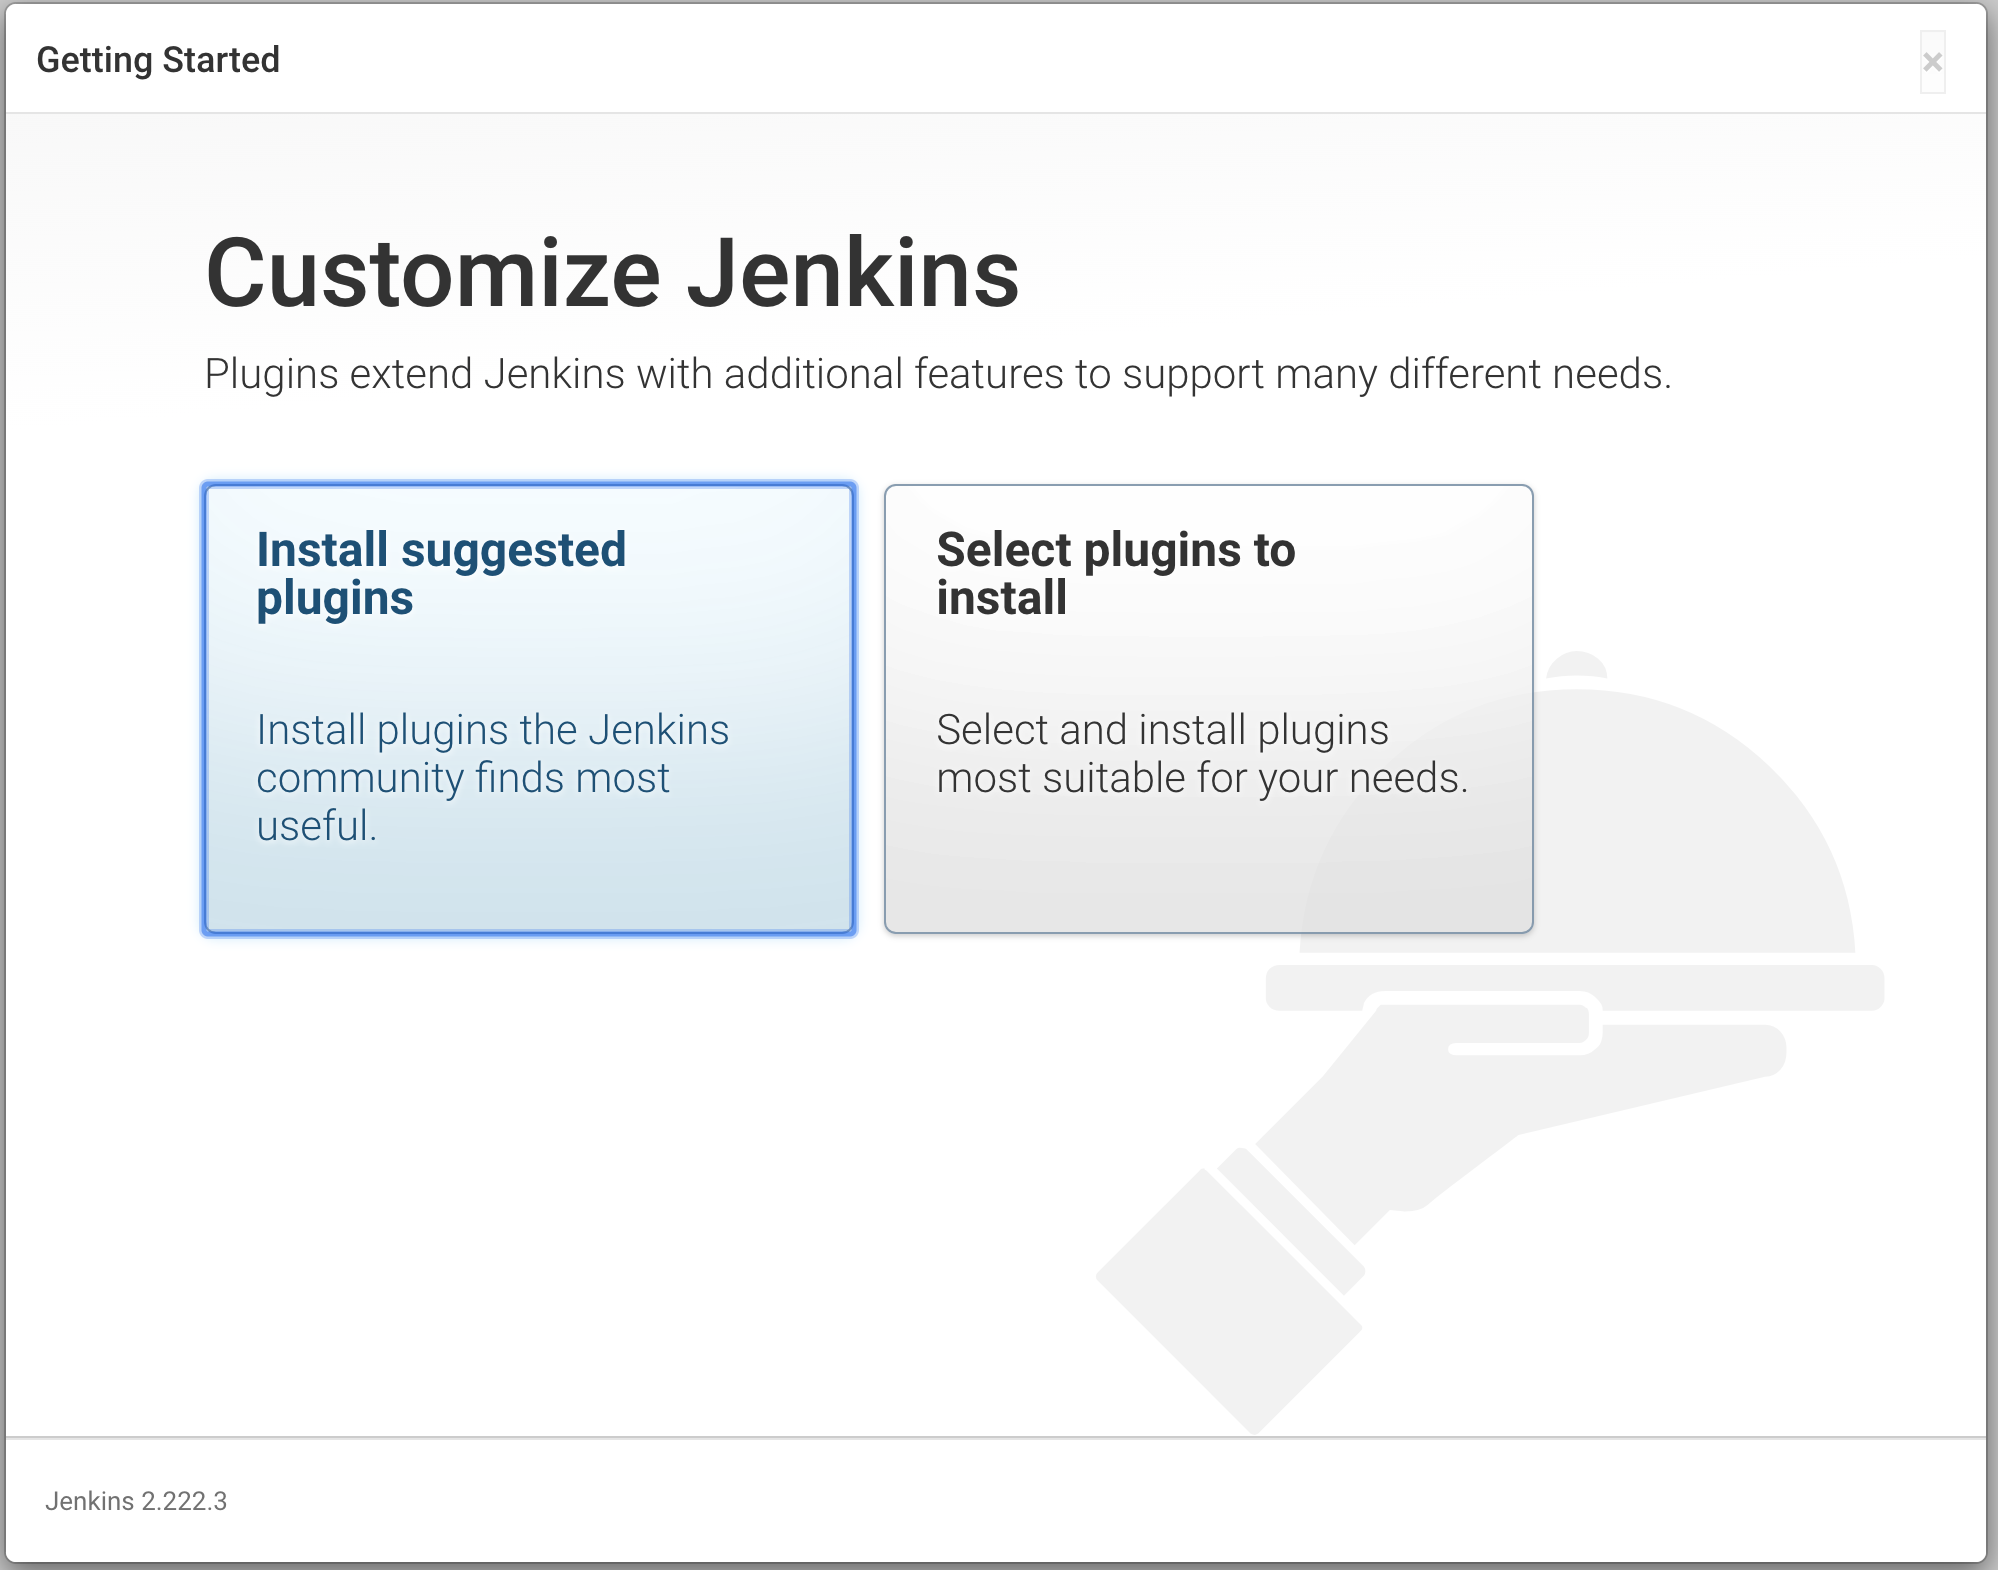 Getting Started
×
Customize Jenkins
Plugins extend Jenkins with additional features to support many different needs.
Install suggested
plugins
Install plugins the Jenkins
community finds most
useful.
Select plugins to
install
Select and install plugins
most suitable for your needs.
Jenkins 2.222.3